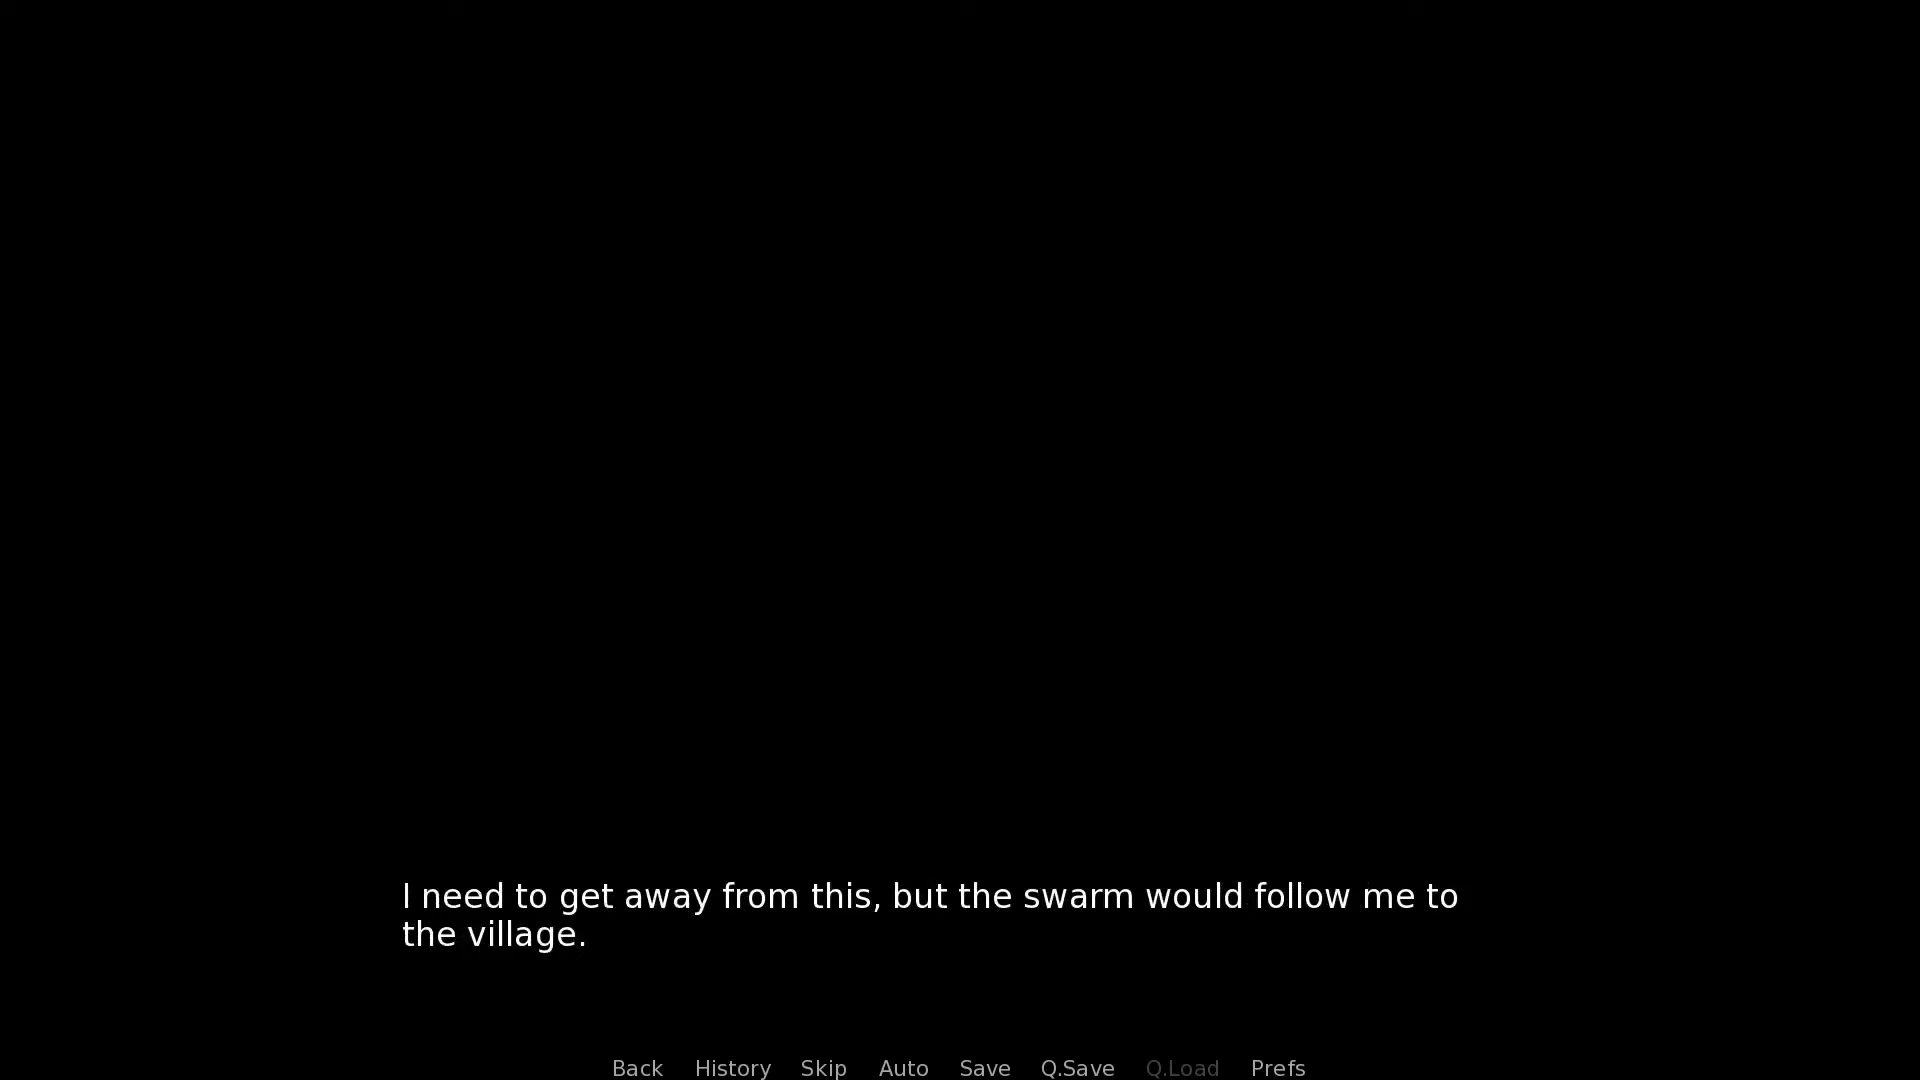 I need to get away from this, but the swarm would follow me to
the village.
Back History Skip Auto Save Q.Save Q.Load Prefs